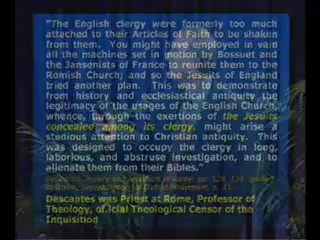 "The English clergy were formerly too much
attached to their Articles of Faith to be shaken
from them. You might have employed in vain
all the machines set in motion by Bossuet and
the Jansenists of France to reunite them to the
Romish Church; and so the Jesuits of England
tried another plan. This was to demonstrate
from history and ecclesiastical antiquity the
legitimacy of the usages of the English Church,
whence, through the exertions of the Jesuits
concealed among its clergy, might arise a
studious attention to Christian antiquity. This
was designed to occupy the clergy in long,
laborious, and abstruse investigation, and to
alienate them from their Bibles."
Descantes was Priest at Rome, Professor of
Theology, official Theological Censor of the
Inquisition